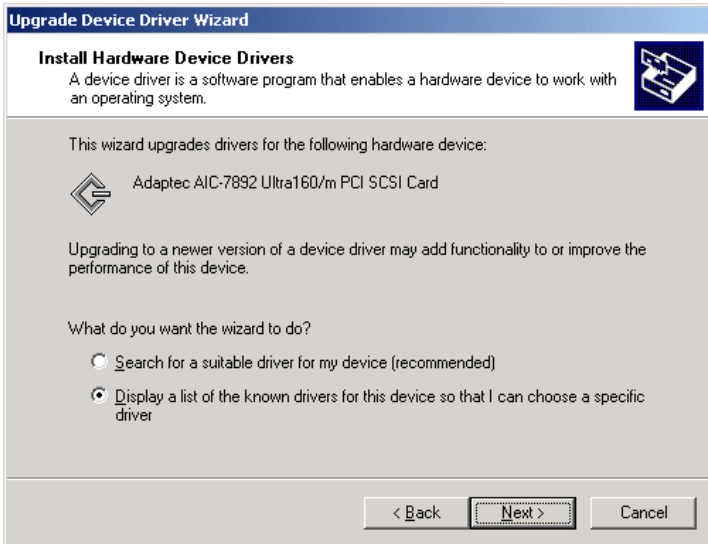 Upgrade Device Driver Wizard
Install Hardware Device Drivers
A device driver is a software program that enables a hardware device to work with
an operating system.
This wizard upgrades drivers for the following hardware device:
Adaptec AIC-7892 Ultra160/m PCI SCSI Card
Upgrading to a newer version of a device driver may add functionality to or improve the
performance of this device.
What do you want the wizard to do?
Search for a suitable driver for my device (recommended)
Display a list of the known drivers for this device so that I can choose a specific
driver
< Back Next > Cancel